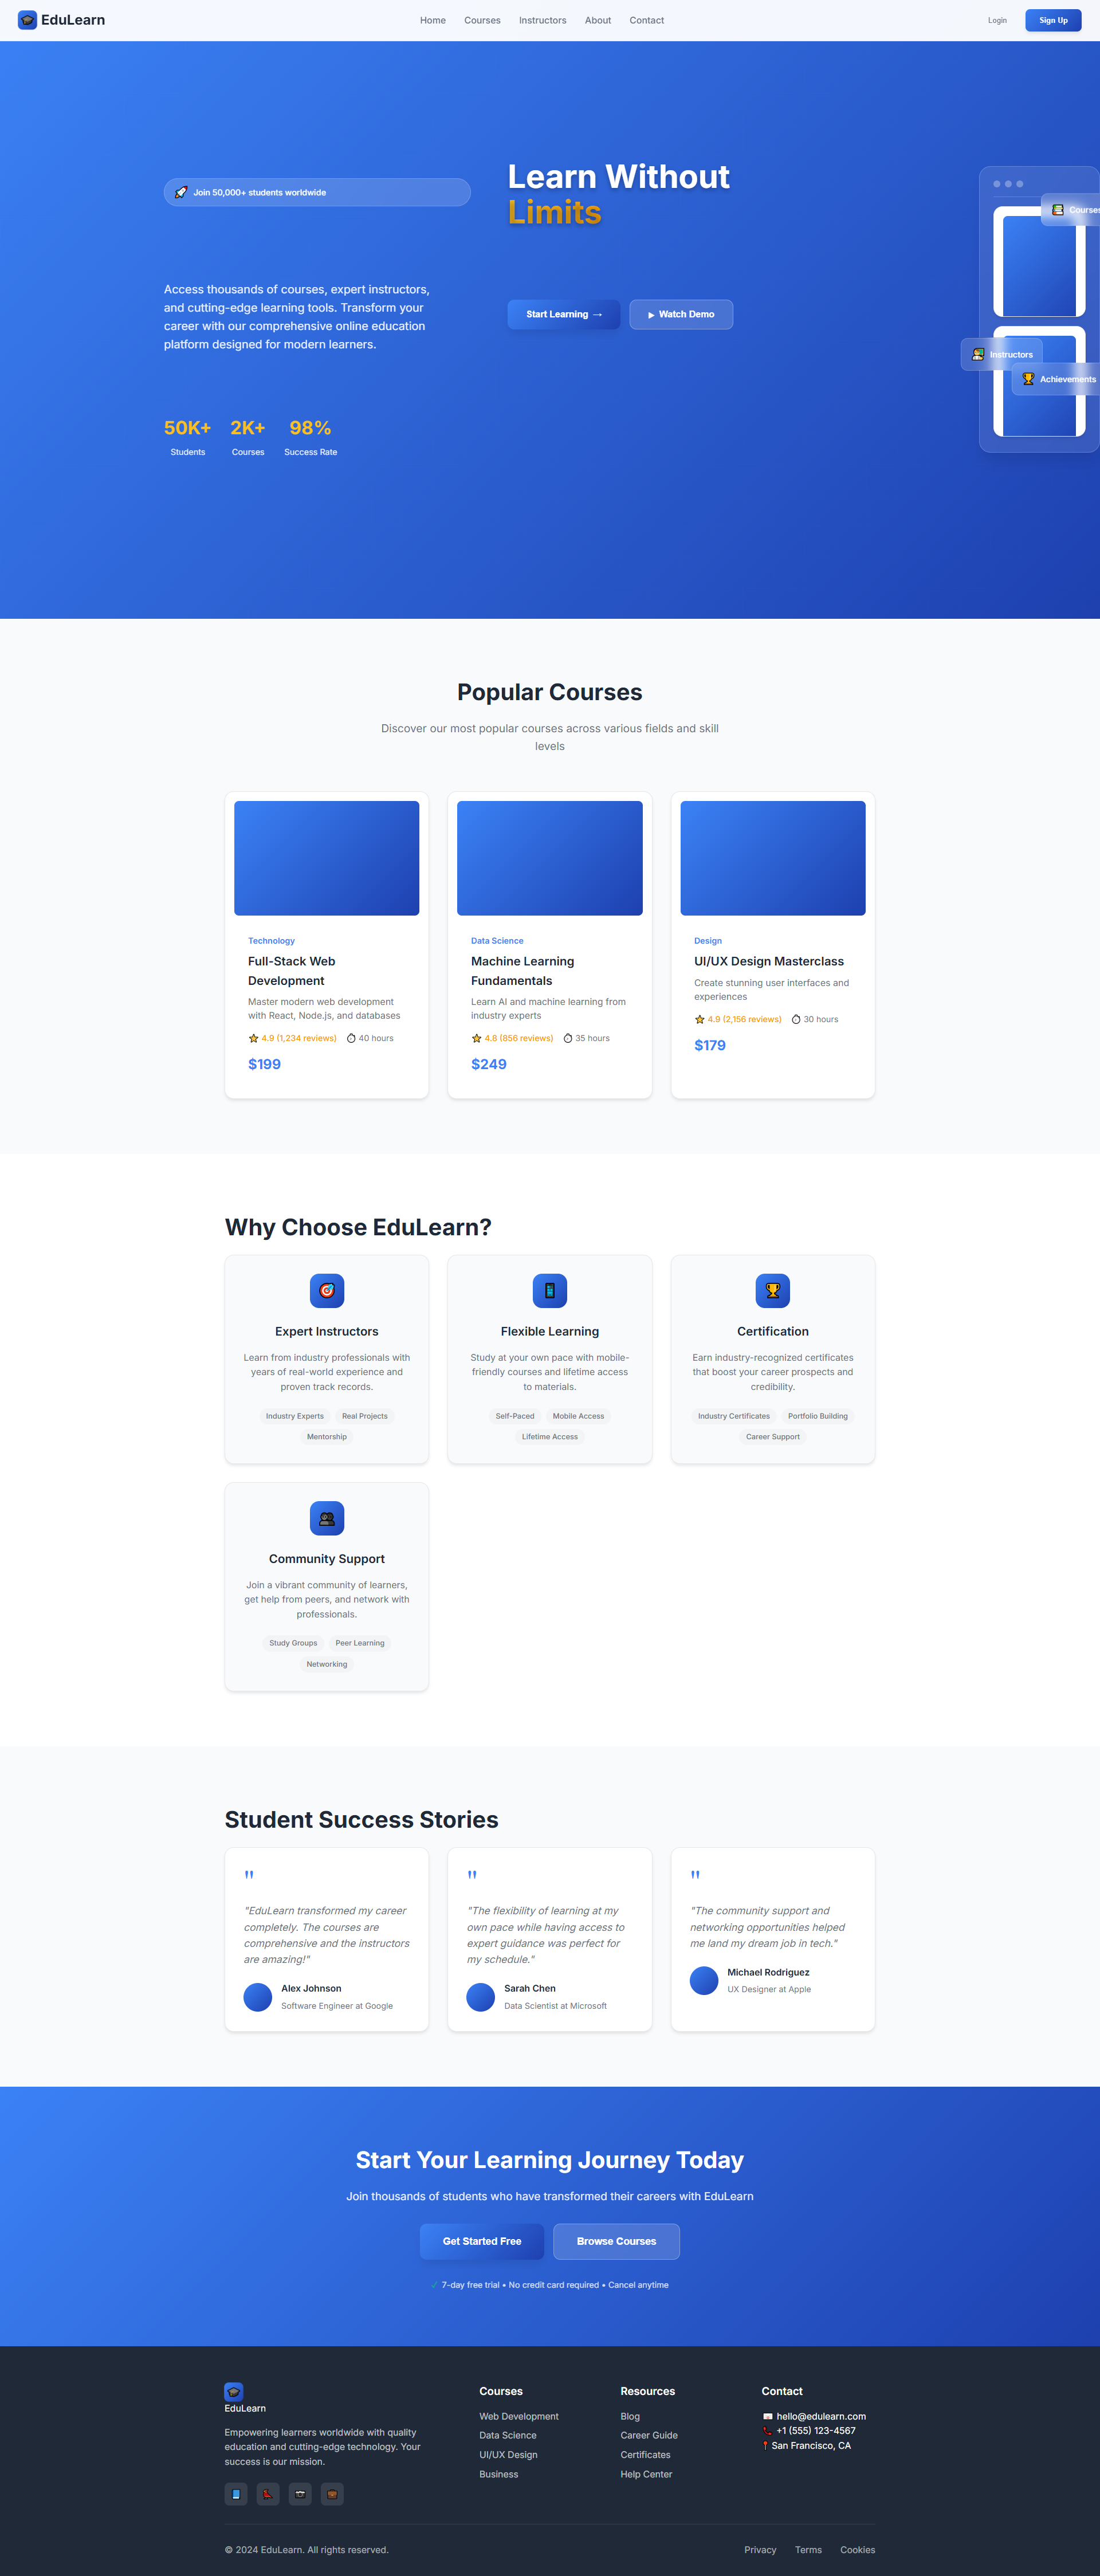 EduLearn
Home
Courses
Instructors
About
Contact
Login
Sign Up
Join 50,000+ students worldwide
Learn Without
Limits
Access thousands of courses, expert instructors,
and cutting-edge learning tools. Transform your
career with our comprehensive online education
platform designed for modern learners.
Start Learning →
▶ Watch Demo
50K+
Students
2K+
Courses
98%
Success Rate
Courses
Instructors
Achievements
Popular Courses
Discover our most popular courses across various fields and skill
levels
Technology
Full-Stack Web
Development
Master modern web development
with React, Node.js, and databases
4.9 (1,234 reviews)
40 hours
$199
Data Science
Machine Learning
Fundamentals
Learn AI and machine learning from
industry experts
4.8 (856 reviews)
35 hours
$249
Design
UI/UX Design Masterclass
Create stunning user interfaces and
experiences
4.9 (2,156 reviews)
30 hours
$179
Why Choose EduLearn?
Expert Instructors
Learn from industry professionals with
years of real-world experience and
proven track records.
Industry Experts
Real Projects
Mentorship
Flexible Learning
Study at your own pace with mobile-
friendly courses and lifetime access
to materials.
Self-Paced
Mobile Access
Lifetime Access
Certification
Earn industry-recognized certificates
that boost your career prospects and
credibility.
Industry Certificates
Portfolio Building
Career Support
Community Support
Join a vibrant community of learners,
get help from peers, and network with
professionals.
Study Groups
Peer Learning
Networking
Student Success Stories
"
"EduLearn transformed my career
completely. The courses are
comprehensive and the instructors
are amazing!"
Alex Johnson
Software Engineer at Google
"
"The flexibility of learning at my
own pace while having access to
expert guidance was perfect for
my schedule."
Sarah Chen
Data Scientist at Microsoft
"
"The community support and
networking opportunities helped
me land my dream job in tech."
Michael Rodriguez
UX Designer at Apple
Start Your Learning Journey Today
Join thousands of students who have transformed their careers with EduLearn
Get Started Free
Browse Courses
✓ 7-day free trial • No credit card required • Cancel anytime
EduLearn
Empowering learners worldwide with quality
education and cutting-edge technology. Your
success is our mission.
Courses
Web Development
Data Science
UI/UX Design
Business
Resources
Blog
Career Guide
Certificates
Help Center
Contact
hello@edulearn.com
+1 (555) 123-4567
San Francisco, CA
© 2024 EduLearn. All rights reserved.
Privacy
Terms
Cookies